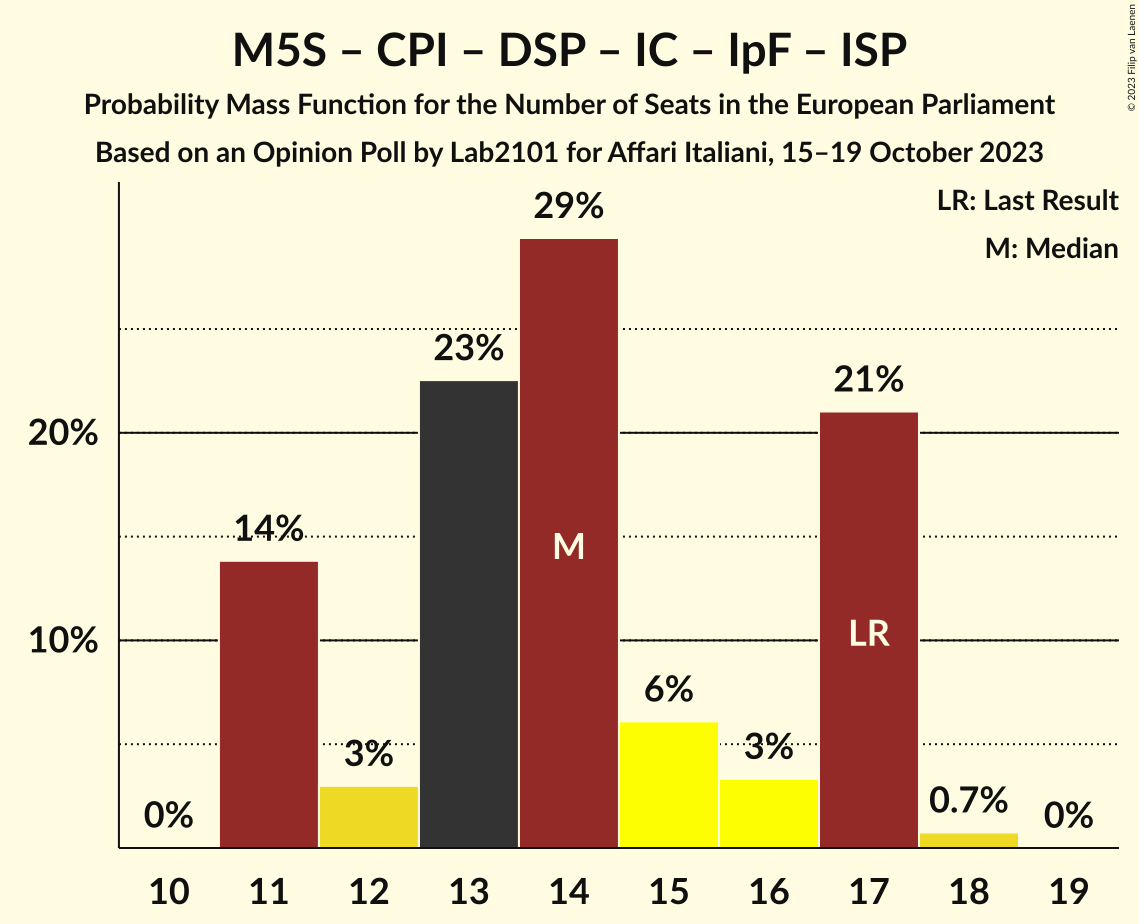 M5S – CPI – DSP – IC – IpF – ISP
Probability Mass Function for the Number of Seats in the European Parliament
Based on an Opinion Poll by Lab2101 for Affari Italiani, 15–19 October 2023
© 2023 Filip van Laenen
LR: Last Result
M: Median
29%
23%
21%
20%
14%
M
10%
LR
6%
3%
3%
0%
0.7%
0%
10 11 12 13 14 15 16 17 18 19